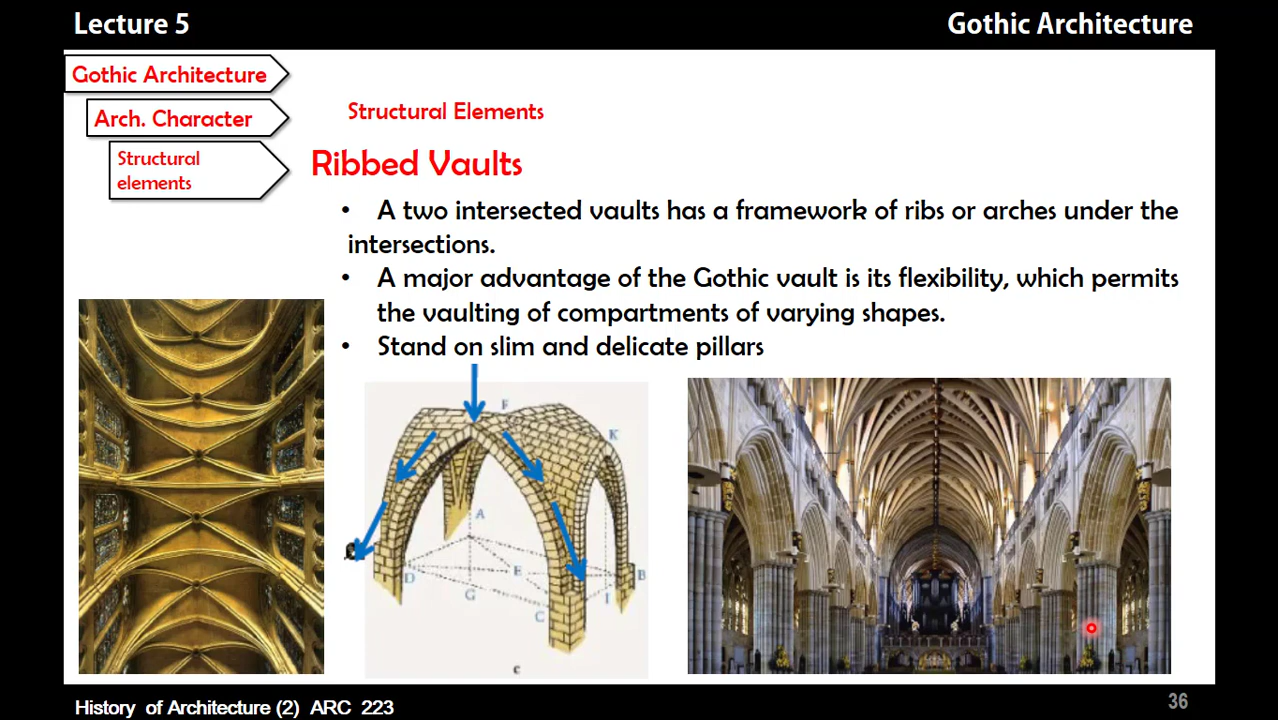 Lecture 5
Gothic Architecture
Gothic Architecture
Arch. Character
Structural
elements
Structural Elements
Ribbed Vaults
• A two intersected vaults has a framework of ribs or arches under the
intersections.
• A major advantage of the Gothic vault is its flexibility, which permits
the vaulting of compartments of varying shapes.
• Stand on slim and delicate pillars
F
K
A
D
E
B
G
I
C
c
History of Architecture (2) ARC 223
36